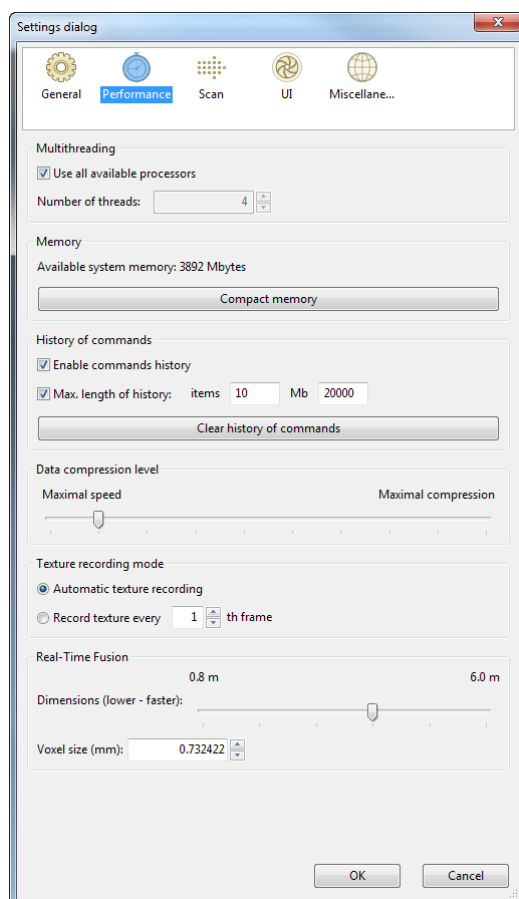 Settings dialog
General Performance Scan UI Miscellane...
Multithreading
Use all available processors
Number of threads: 4
Memory
Available system memory: 3892 Mbytes
Compact memory
History of commands
Enable commands history
Max. length of history: items 10 Mb 20000
Clear history of commands
Data compression level
Maximal speed Maximal compression
Texture recording mode
Automatic texture recording
Record texture every 1 th frame
Real-Time Fusion
0.8 m 6.0 m
Dimensions (lower - faster):
Voxel size (mm): 0.732422
OK Cancel